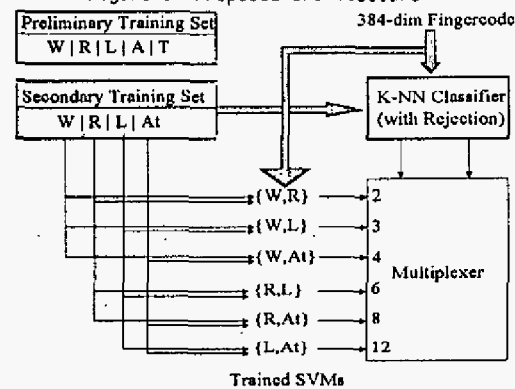 Preliminary Training Set
W | R | L | A | T
384-dim Fingercode
Secondary Training Set
W | R | L | At
K-NN Classifier
(with Rejection)
{W,R} 2
{W,L} 3
{W,At} 4
Multiplexer
{R,L} 6
{R,At} 8
{L,At} 12
Trained SVMs